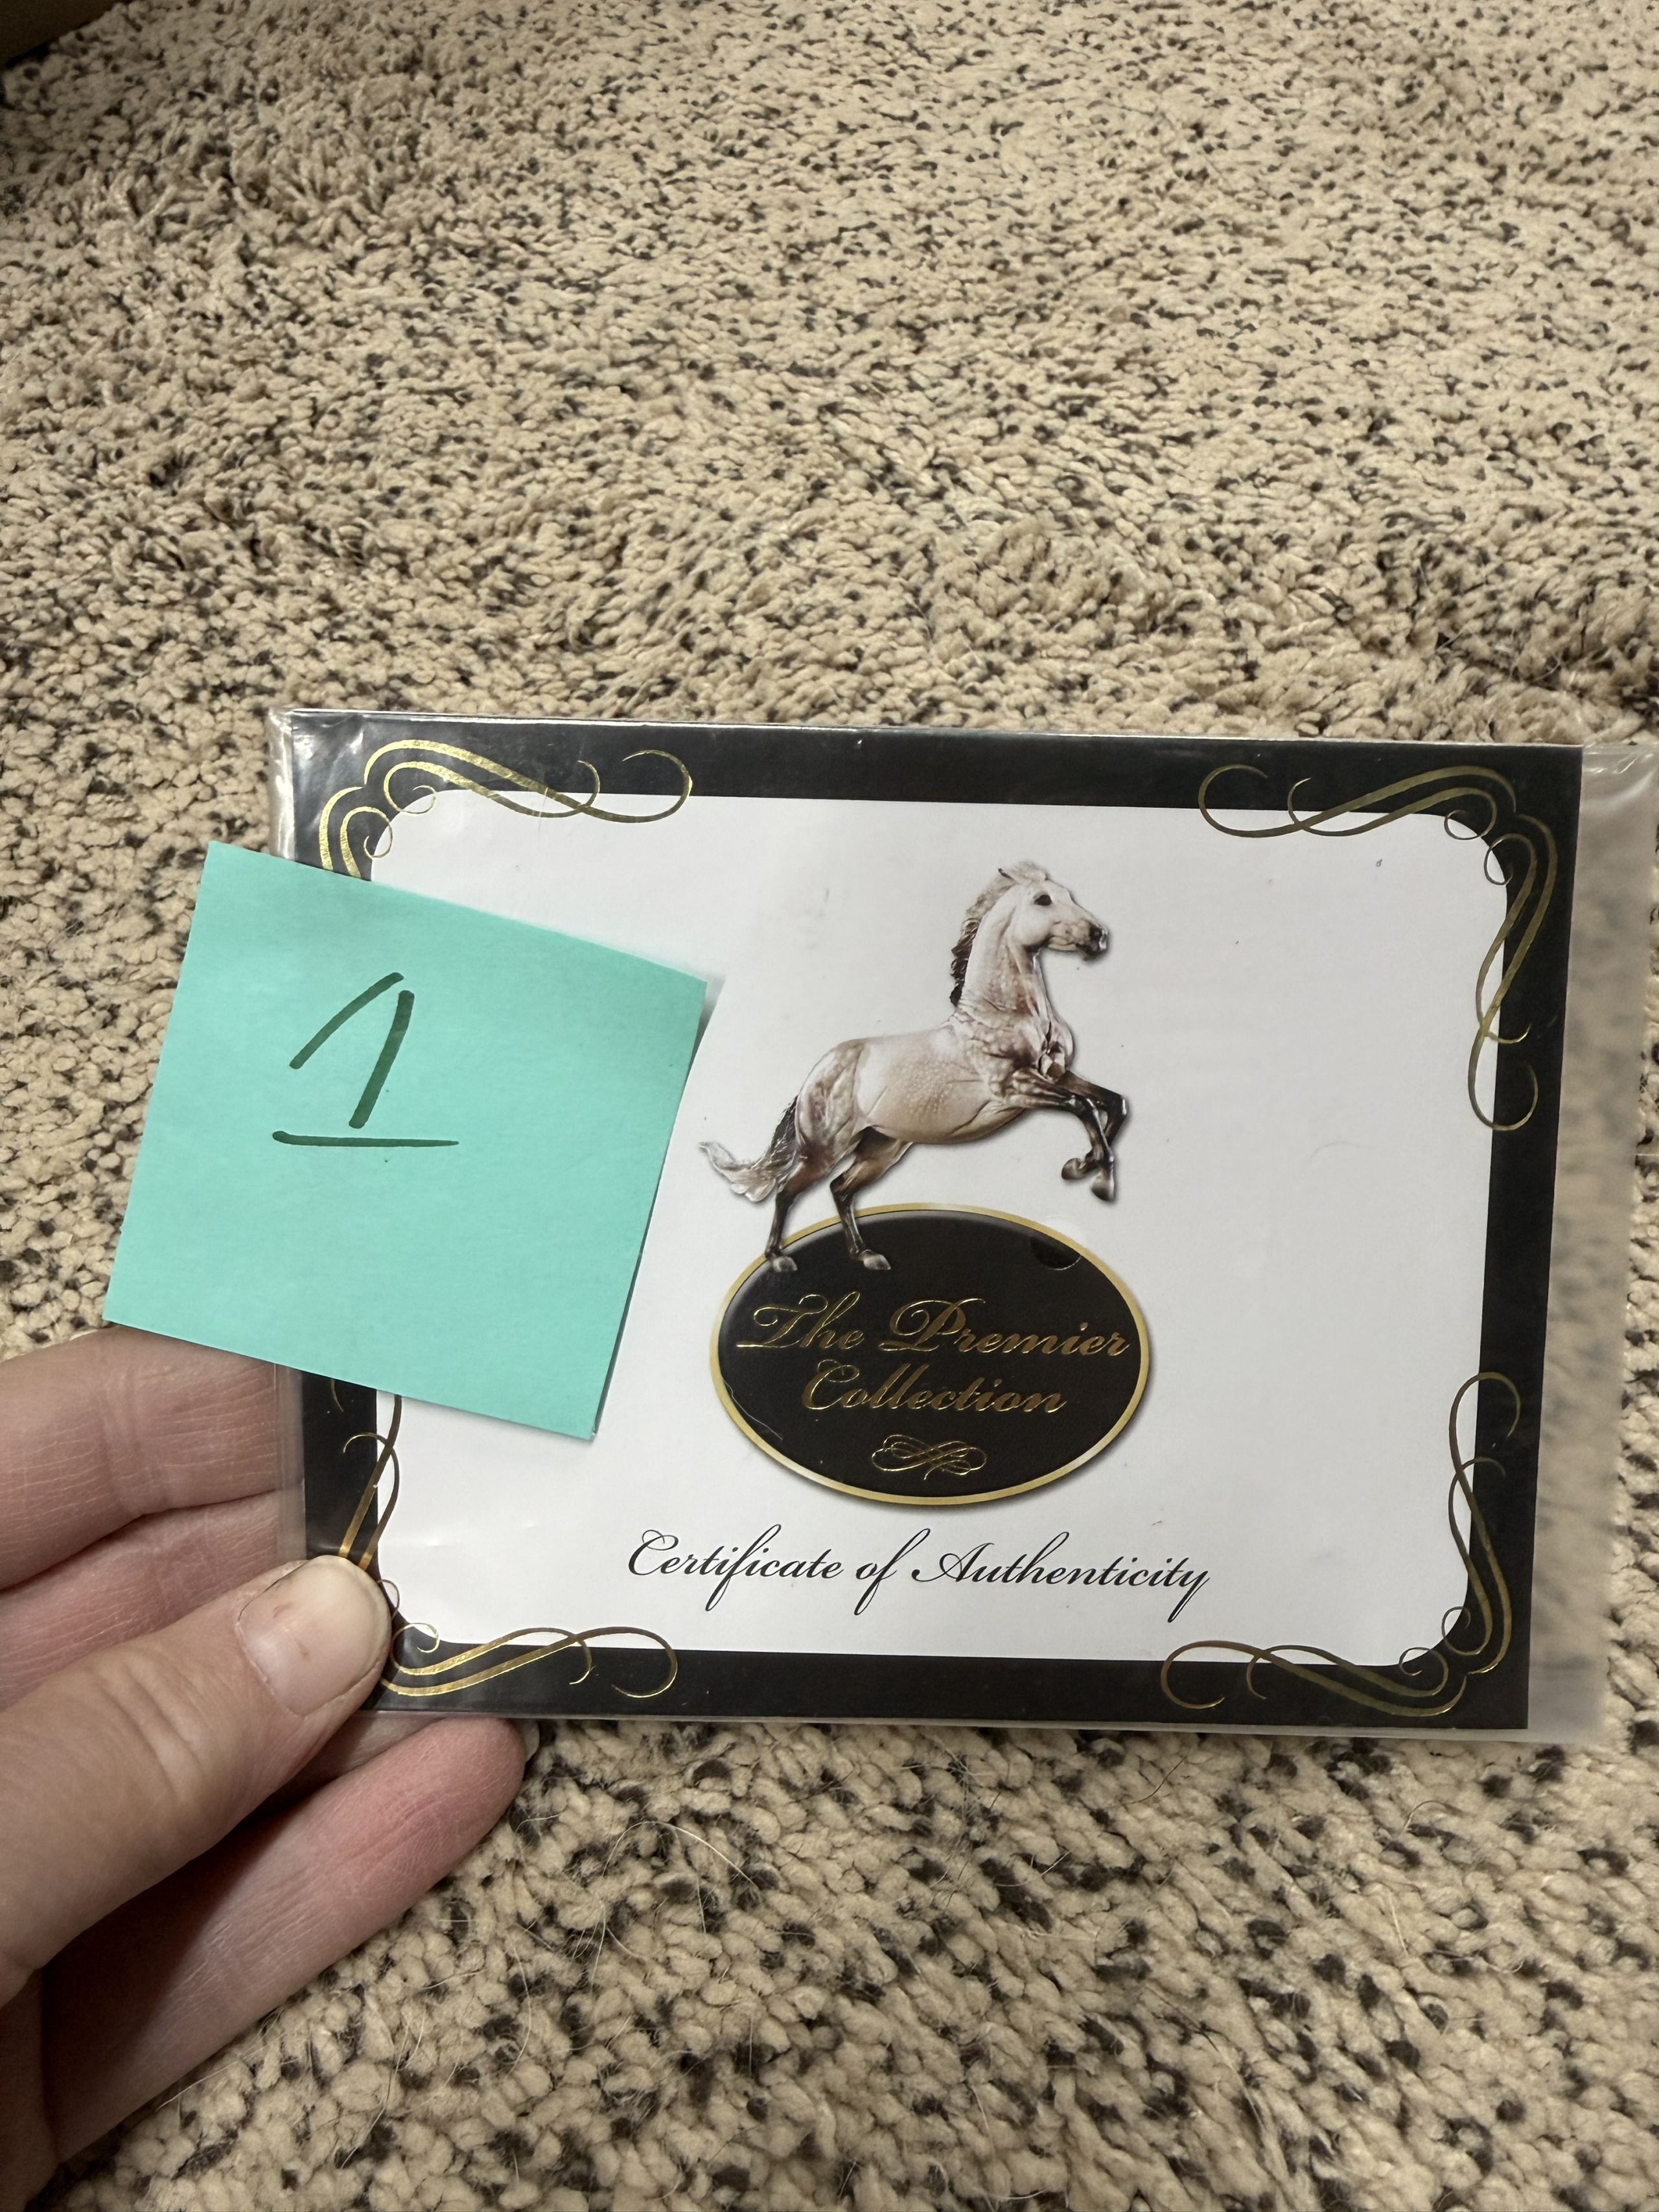 1
The Premier
Collection
Certificate of Authenticity